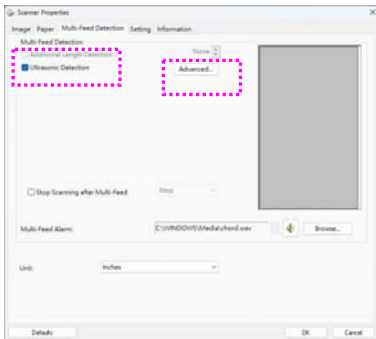 Scanner Properties
Image Paper Multi-Feed Detection Setting Information
Multi-Feed Detection
Additional Length Detection None
Ultrasonic Detection Advanced...
Stop Scanning after Multi-Feed Stop
Multi-Feed Alarm: C:\WINDOWS\Media\chord.wav Browse...
Unit: Inches
Defaults OK Cancel